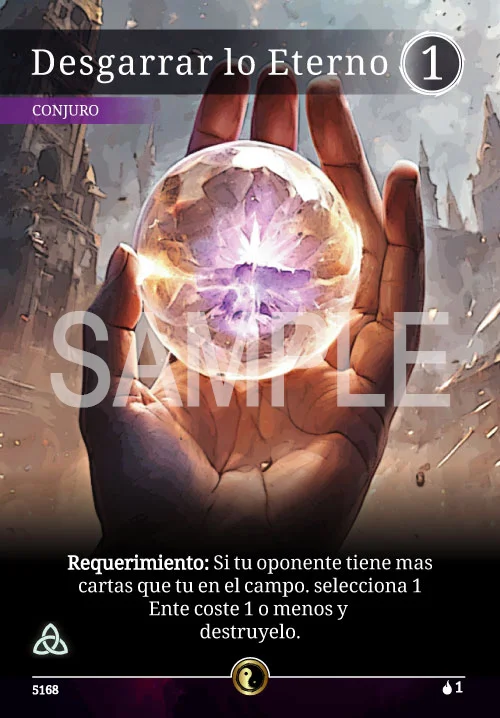 Desgarrar lo Eterno 1
CONJURO
SAMPLE
Requerimiento: Si tu oponente tiene mas
cartas que tu en el campo. selecciona 1
Ente coste 1 o menos y
destruyelo.
5168
1